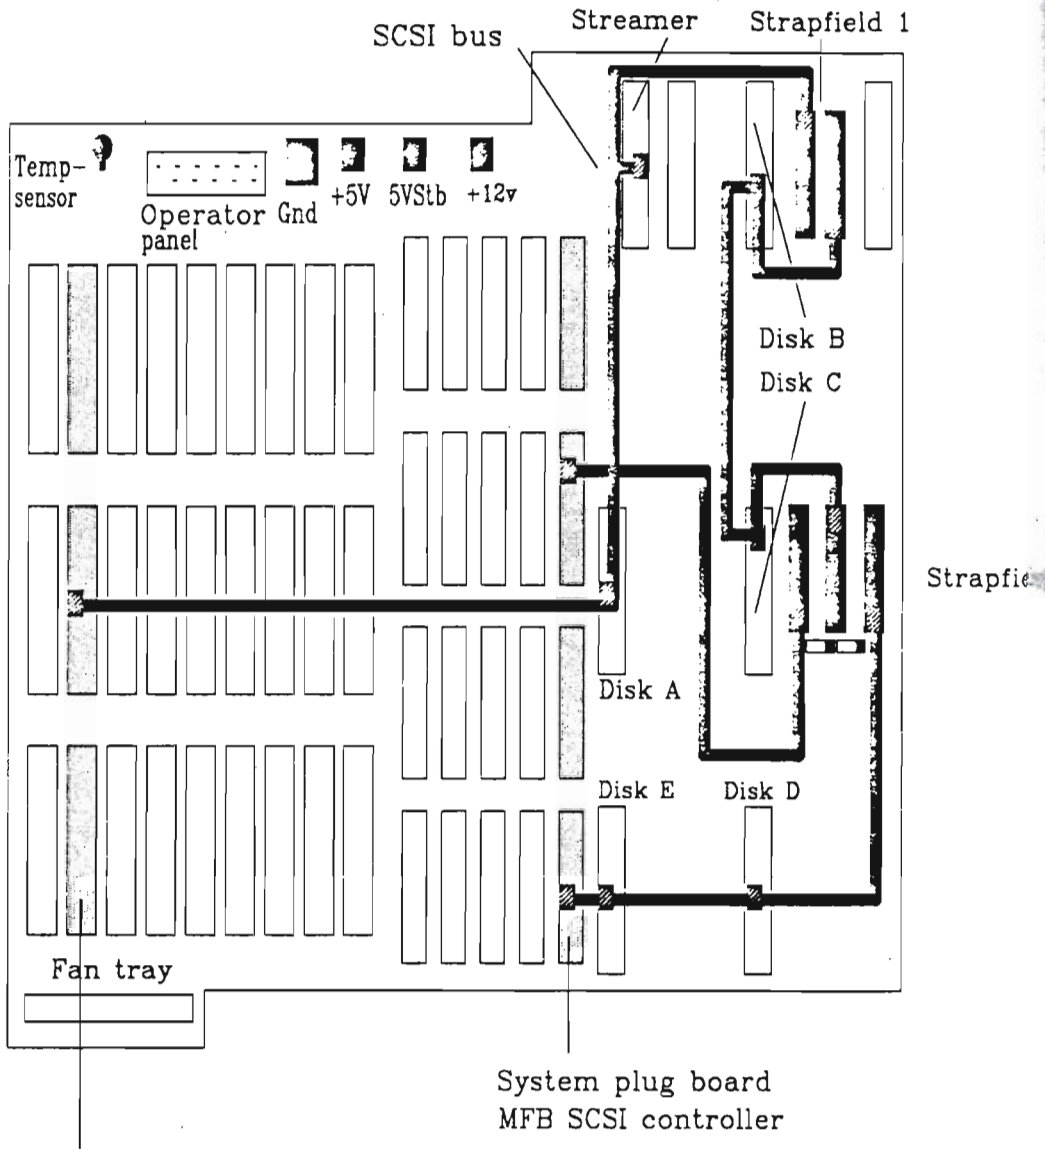 Streamer
Strapfield 1
SCSI bus
Temp-
sensor
Operator
panel
Gnd
+5V
5VStb
+12v
Disk B
Disk C
Disk A
Disk E
Disk D
Fan tray
System plug board
MFB SCSI controller